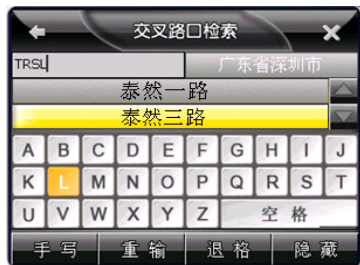 交叉路口检索
TRSL 广东省深圳市
泰然一路
泰然三路
A B C D E F G H I J
K L M N O P Q R S T
U V W X Y Z 空格
手写 重输 退格 隐藏